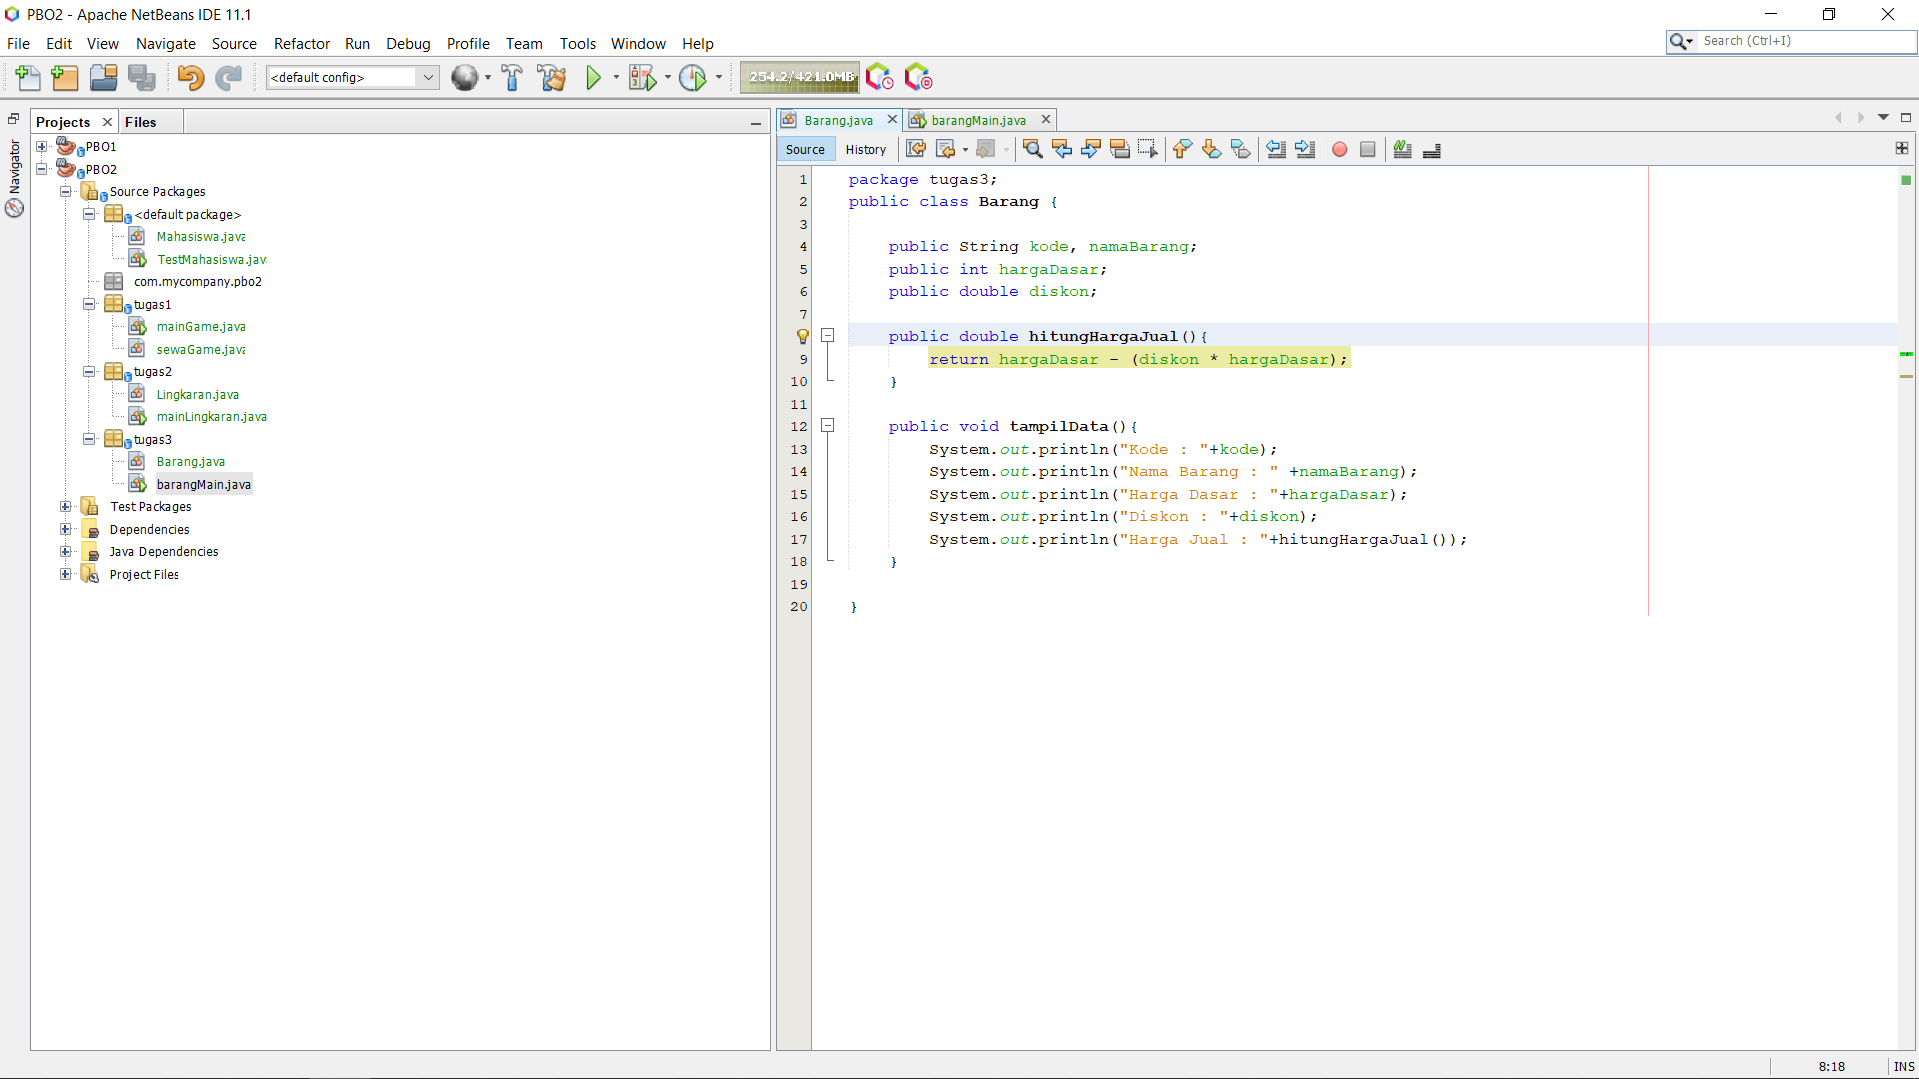 PBO2 - Apache NetBeans IDE 11.1
File Edit View Navigate Source Refactor Run Debug Profile Team Tools Window Help
Search (Ctrl+I)
<default config>
254.2/421.0MB
Projects
Files
Navigator
PBO1
PBO2
Source Packages
<default package>
Mahasiswa.java
TestMahasiswa.java
com.mycompany.pbo2
tugas1
mainGame.java
sewaGame.java
tugas2
Lingkaran.java
mainLingkaran.java
tugas3
Barang.java
barangMain.java
Test Packages
Dependencies
Java Dependencies
Project Files
Barang.java
barangMain.java
Source
History
1 package tugas3;
2 public class Barang {
3
4 public String kode, namaBarang;
5 public int hargaDasar;
6 public double diskon;
7
public double hitungHargaJual(){
9 return hargaDasar - (diskon * hargaDasar);
10 }
11
12 public void tampilData(){
13 System.out.println("Kode : "+kode);
14 System.out.println("Nama Barang : " +namaBarang);
15 System.out.println("Harga Dasar : "+hargaDasar);
16 System.out.println("Diskon : "+diskon);
17 System.out.println("Harga Jual : "+hitungHargaJual());
18 }
19
20 }
8:18
INS